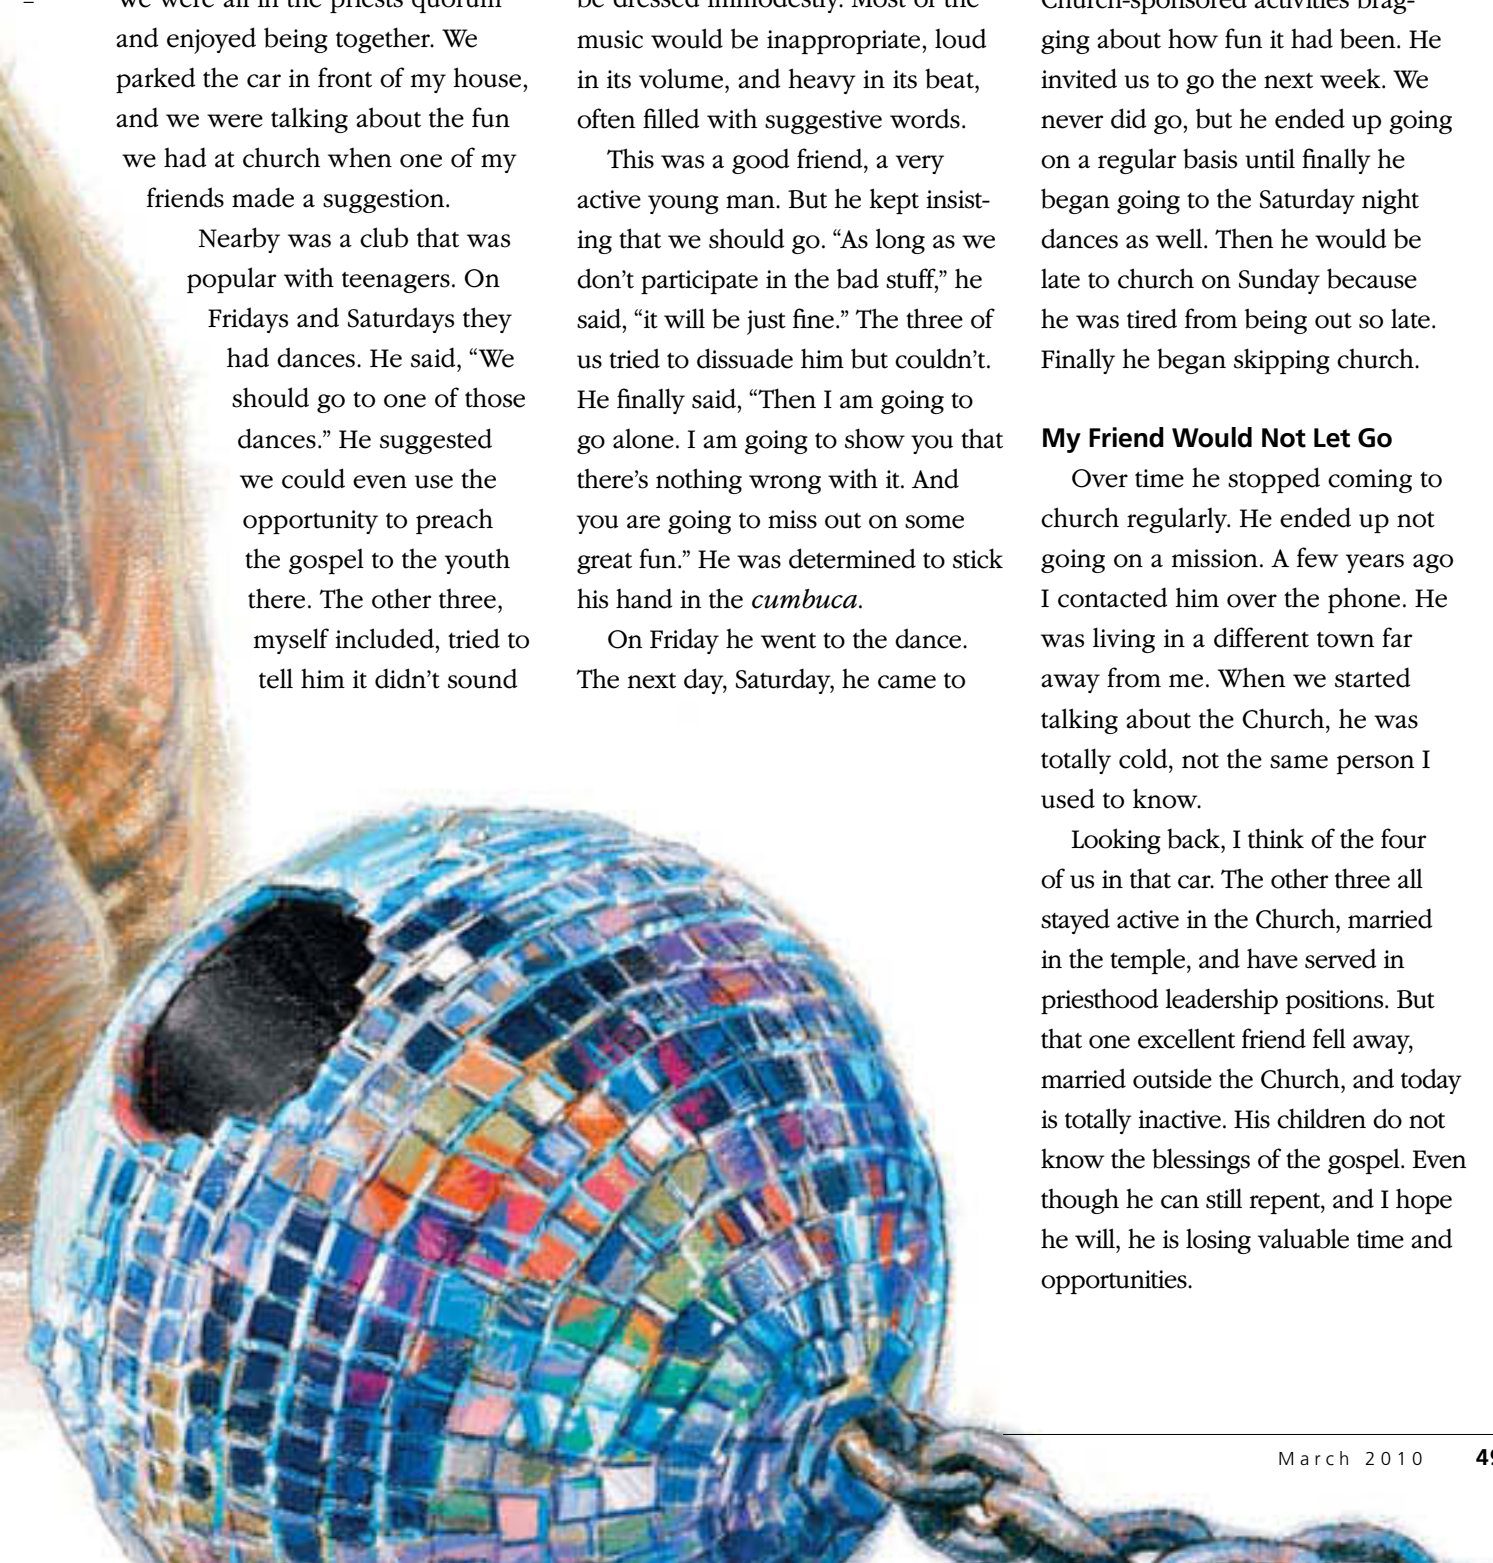 we were all in the priests quorum
and enjoyed being together. We
parked the car in front of my house,
and we were talking about the fun
we had at church when one of my
friends made a suggestion.
Nearby was a club that was
popular with teenagers. On
Fridays and Saturdays they
had dances. He said, “We
should go to one of those
dances.” He suggested
we could even use the
opportunity to preach
the gospel to the youth
there. The other three,
myself included, tried to
tell him it didn’t sound
be dressed immodestly. Most of the
music would be inappropriate, loud
in its volume, and heavy in its beat,
often filled with suggestive words.
This was a good friend, a very
active young man. But he kept insist-
ing that we should go. “As long as we
don’t participate in the bad stuff,” he
said, “it will be just fine.” The three of
us tried to dissuade him but couldn’t.
He finally said, “Then I am going to
go alone. I am going to show you that
there’s nothing wrong with it. And
you are going to miss out on some
great fun.” He was determined to stick
his hand in the cumbuca.
On Friday he went to the dance.
The next day, Saturday, he came to
Church-sponsored activities brag-
ging about how fun it had been. He
invited us to go the next week. We
never did go, but he ended up going
on a regular basis until finally he
began going to the Saturday night
dances as well. Then he would be
late to church on Sunday because
he was tired from being out so late.
Finally he began skipping church.
My Friend Would Not Let Go
Over time he stopped coming to
church regularly. He ended up not
going on a mission. A few years ago
I contacted him over the phone. He
was living in a different town far
away from me. When we started
talking about the Church, he was
totally cold, not the same person I
used to know.
Looking back, I think of the four
of us in that car. The other three all
stayed active in the Church, married
in the temple, and have served in
priesthood leadership positions. But
that one excellent friend fell away,
married outside the Church, and today
is totally inactive. His children do not
know the blessings of the gospel. Even
though he can still repent, and I hope
he will, he is losing valuable time and
opportunities.
March 2010 49